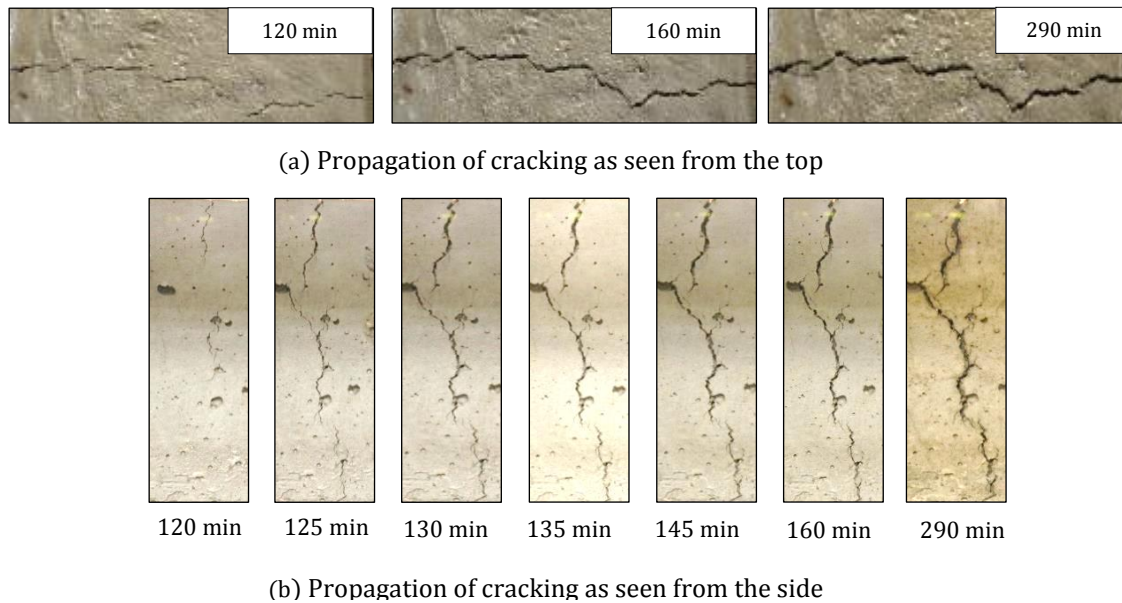 120 min
160 min
290 min
(a) Propagation of cracking as seen from the top
120 min
125 min
130 min
135 min
145 min
160 min
290 min
(b) Propagation of cracking as seen from the side